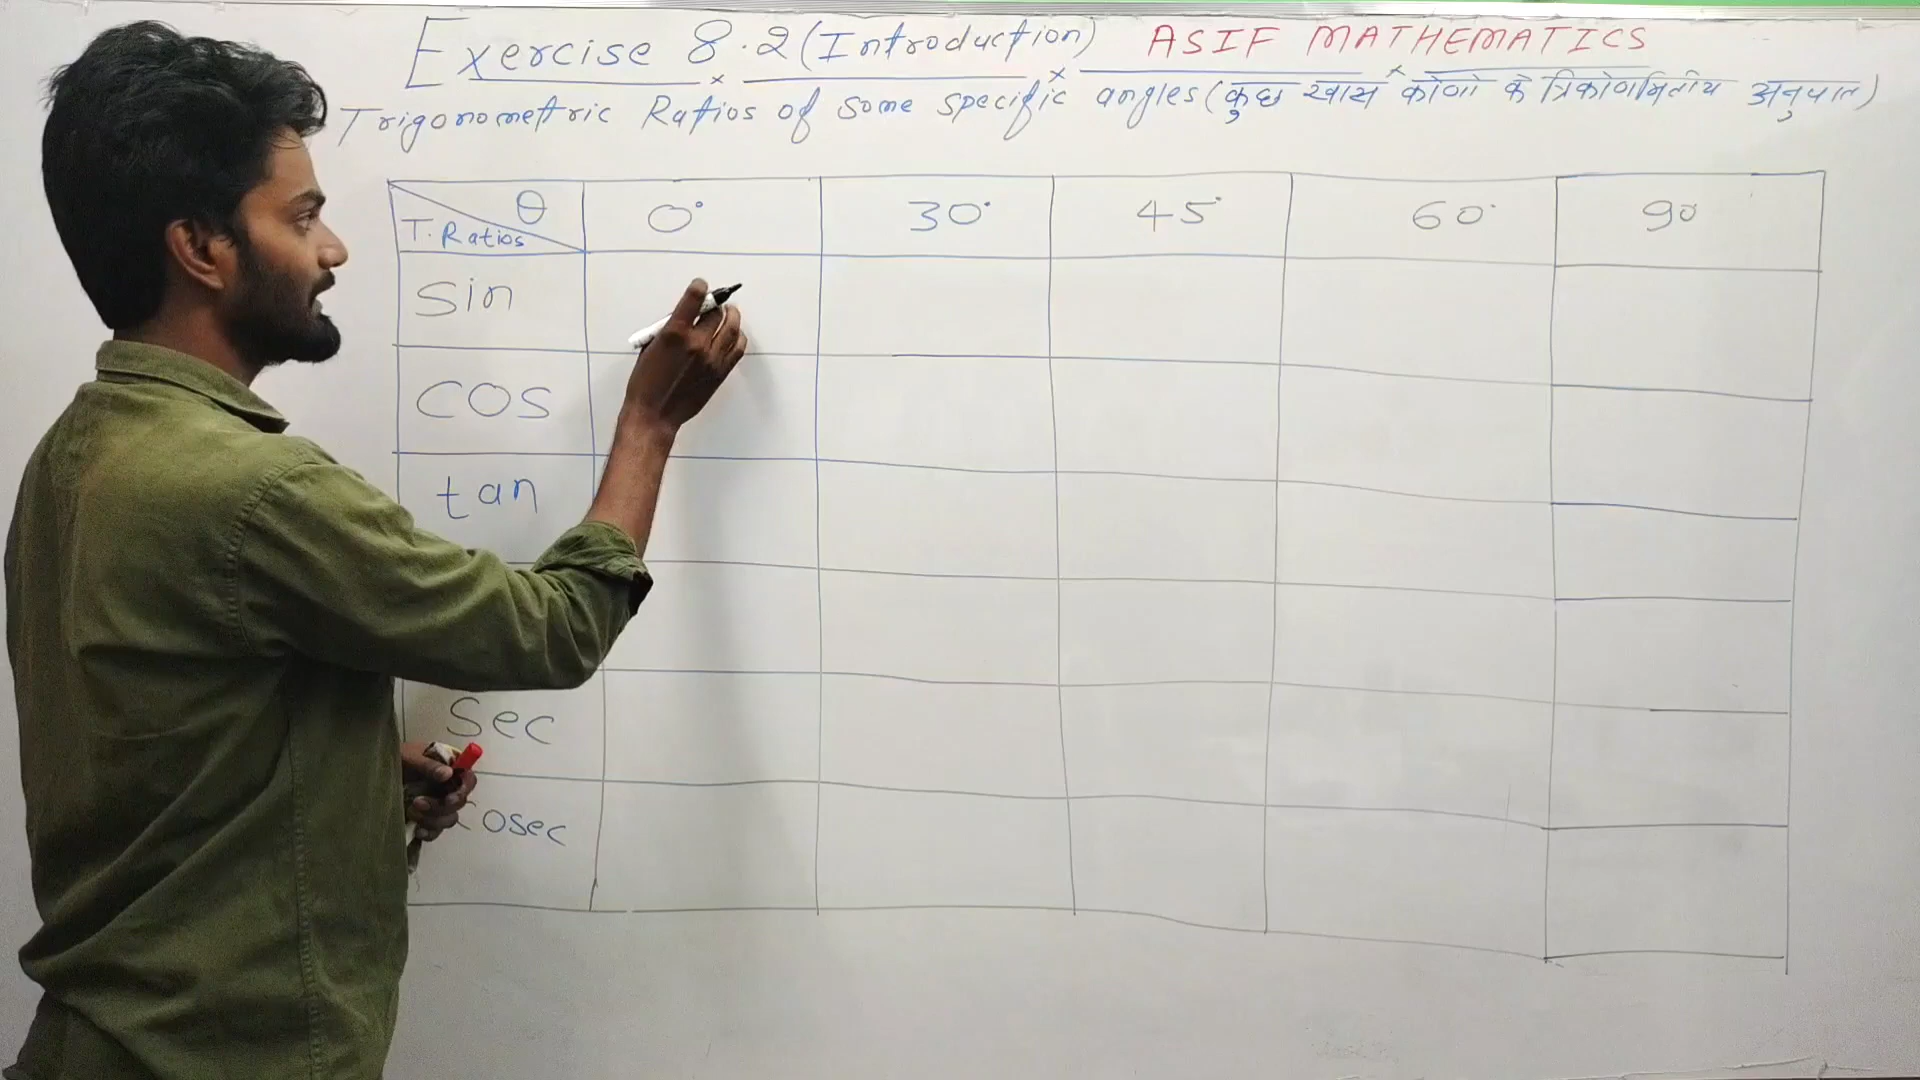 Exercise 8.2 (Introduction) ASIF MATHEMATICS
Trigonometric Ratios of some specific angles (कुछ खास कोणों के त्रिकोणमितीय अनुपात)
θ 0° 30° 45° 60° 90
T. Ratios
Sin
COS
tan
Sec
Cosec